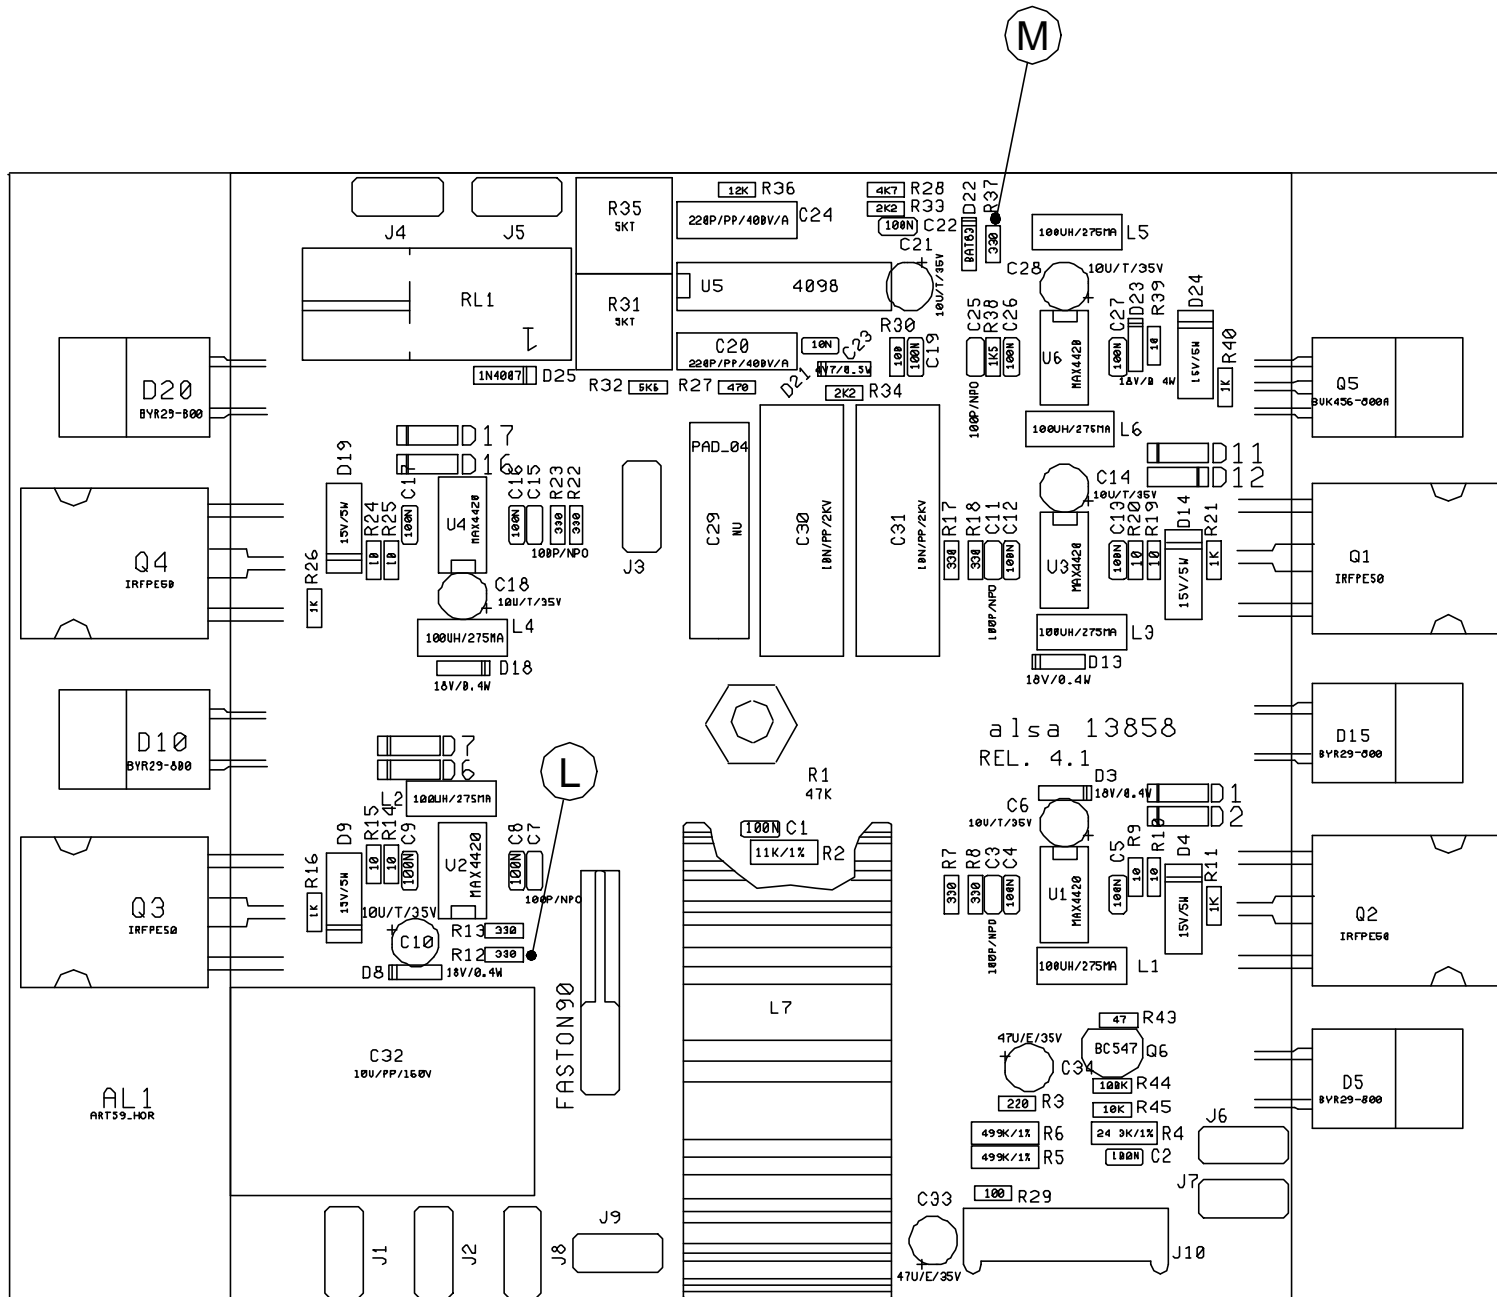 M
J4
J5
R35
5KT
12K R36
220P/PP/400V/A C24
4K7 R28
2K2 R33
100N C22
C21
10U/T/35V
D22
BAT83
R37
330
100UH/275MA L5
C28
10U/T/35V
RL1
1
R31
5KT
U5 4098
C20
220P/PP/400V/A
10N
C23
D21
R30
100
100N
C19
C25
R38
1K5
C26
100N
100P/NPO
U6
MAX4420
C27
100N
D23
R39
10
D24
15V/5W
R40
1K
Q5
BUK456-800A
1N4007 D25
R32 5K6
R27 470
2K2 R34
D20
BYR29-800
100UH/275MA L6
D17
D16
D11
D12
D19
15V/5W
R24
10
R25
10
C17
100N
U4
MAX4420
C16
100N
C15
R23
330
R22
330
100P/NPO
J3
PAD_04
C29
NU
C30
10N/PP/2KV
C31
10N/PP/2KV
R17
330
R18
330
C11
C12
100N
100P/NPO
C14
10U/T/35V
U3
MAX4420
C13
100N
R20
10
R19
10
D14
15V/5W
R21
1K
Q1
IRFPE50
Q4
IRFPE50
R26
1K
C18
10U/T/35V
100UH/275MA L4
D18
18V/0.4W
100UH/275MA L3
D13
18V/0.4W
D10
BYR29-800
D7
D6
L
L2 100UH/275MA
R1
47K
alsa 13858
REL. 4.1
D15
BYR29-800
D3
18V/0.4W
C6
10U/T/35V
D1
D2
Q3
IRFPE50
R16
1K
D9
15V/5W
R15
10
R14
10
C9
100N
U2
MAX4420
C8
100N
C7
100P/NPO
100N C1
11K/1% R2
R7
330
R8
330
C3
C4
100N
100P/NPO
U1
MAX4420
C5
100N
R9
10
R10
10
D4
15V/5W
R11
1K
Q2
IRFPE50
10U/T/35V
C10
R13 330
R12 330
D8 18V/0.4W
100UH/275MA L1
FASTON90
L7
C32
10U/PP/160V
AL1
ART59_HOR
47 R43
47U/E/35V
C34
BC547 Q6
100K R44
220 R3
10K R45
499K/1% R6
24.3K/1% R4
499K/1% R5
100N C2
D5
BYR29-800
J6
J7
100 R29
C33
47U/E/35V
J10
J1
J2
J8
J9